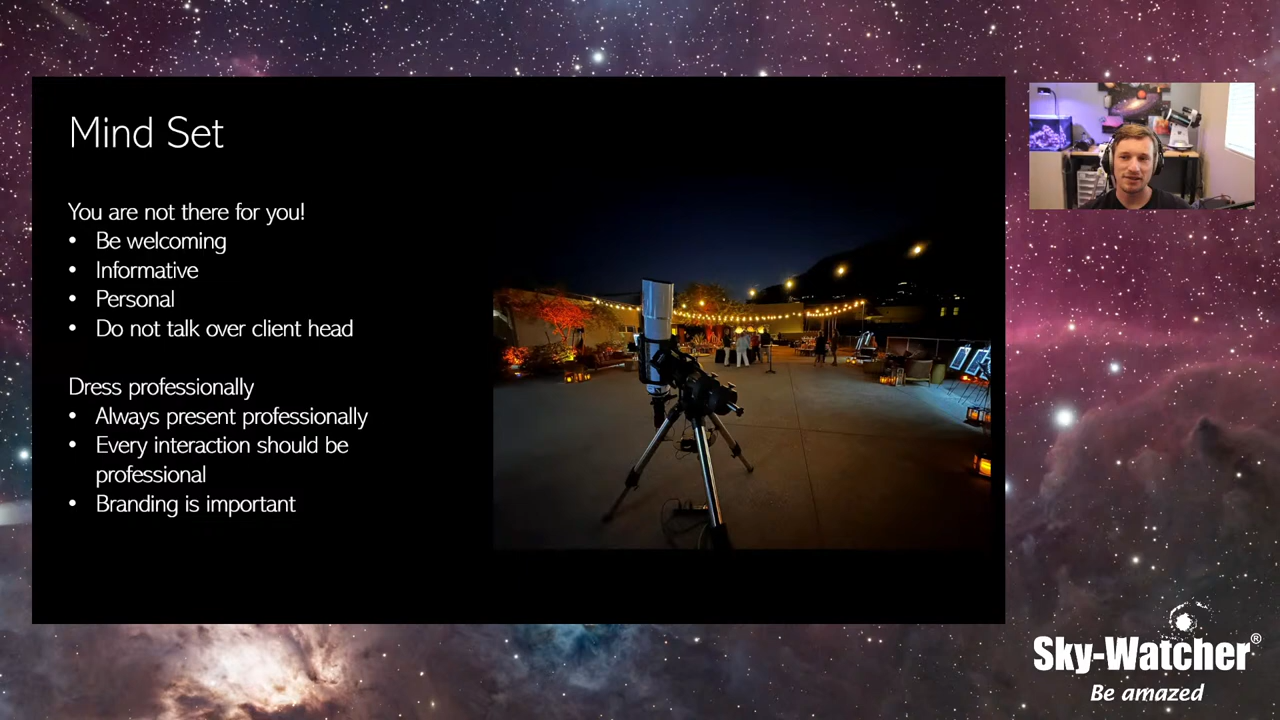 Mind Set
You are not there for you!
• Be welcoming
• Informative
• Personal
• Do not talk over client head
Dress professionally
• Always present professionally
• Every interaction should be
professional
• Branding is important
Sky-Watcher®
Be amazed